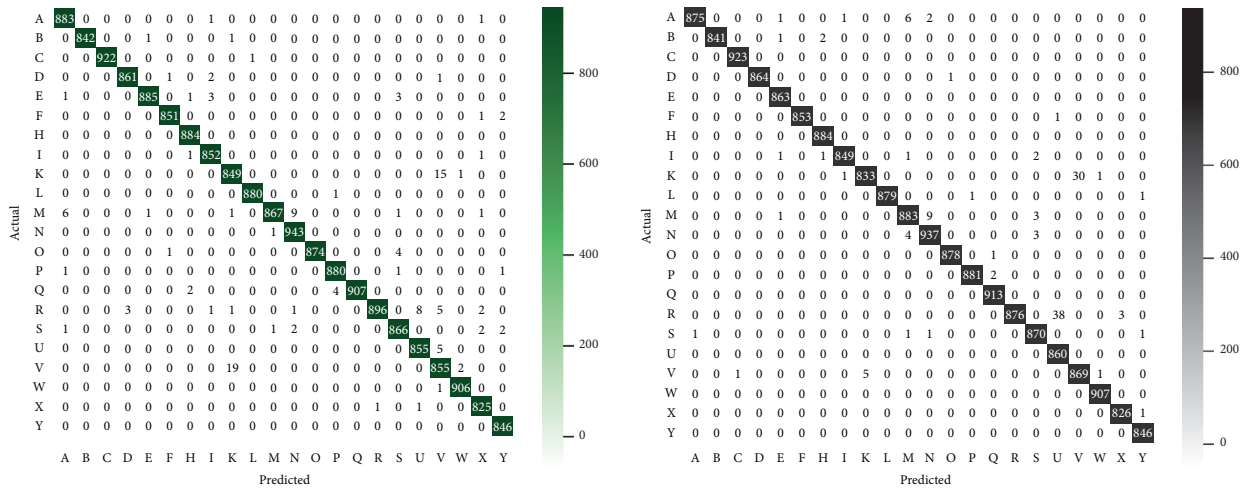 A 883 0 0 0 0 0 0 1 0 0 0 0 0 0 0 0 0 0 0 0 1 0
B 0 842 0 0 1 0 0 0 1 0 0 0 0 0 0 0 0 0 0 0 0 0
C 0 0 922 0 0 0 0 0 0 1 0 0 0 0 0 0 0 0 0 0 0 0
D 0 0 0 861 0 1 0 2 0 0 0 0 0 0 0 0 0 0 1 0 0 0
E 1 0 0 0 885 0 1 3 0 0 0 0 0 0 0 0 3 0 0 0 0 0
F 0 0 0 0 0 851 0 0 0 0 0 0 0 0 0 0 0 0 0 0 1 2
H 0 0 0 0 0 0 884 0 0 0 0 0 0 0 0 0 0 0 0 0 0 0
I 0 0 0 0 0 0 1 852 0 0 0 0 0 0 0 0 0 0 0 0 1 0
K 0 0 0 0 0 0 0 0 849 0 0 0 0 0 0 0 0 0 15 1 0 0
L 0 0 0 0 0 0 0 0 0 880 0 0 0 1 0 0 0 0 0 0 0 0
M 6 0 0 0 1 0 0 0 1 0 867 9 0 0 0 0 1 0 0 0 1 0
N 0 0 0 0 0 0 0 0 0 0 1 943 0 0 0 0 0 0 0 0 0 0
O 0 0 0 0 0 1 0 0 0 0 0 0 874 0 0 0 4 0 0 0 0 0
P 1 0 0 0 0 0 0 0 0 0 0 0 0 880 0 0 1 0 0 0 0 1
Q 0 0 0 0 0 0 2 0 0 0 0 0 0 4 907 0 0 0 0 0 0 0
R 0 0 0 3 0 0 0 1 1 0 0 0 0 0 0 896 0 8 5 0 2 0
S 1 0 0 0 0 0 0 0 0 0 1 2 0 0 0 0 866 0 0 0 2 2
U 0 0 0 0 0 0 0 0 0 0 0 0 0 0 0 0 0 855 5 0 0 0
V 0 0 0 0 0 0 0 0 19 0 0 0 0 0 0 0 0 0 855 2 0 0
W 0 0 0 0 0 0 0 0 0 0 0 0 0 0 0 0 0 0 1 906 0 0
X 0 0 0 0 0 0 0 0 0 0 0 0 0 0 0 1 0 1 0 0 825 0
Y 0 0 0 0 0 0 0 0 0 0 0 0 0 0 0 0 0 0 0 0 0 846
A B C D E F H I K L M N O P Q R S U V W X Y
Predicted
Actual
800
600
400
200
0
A 875 0 0 0 1 0 0 1 0 0 6 2 0 0 0 0 0 0 0 0 0 0
B 0 841 0 0 1 0 2 0 0 0 0 0 0 0 0 0 0 0 0 0 0 0
C 0 0 923 0 0 0 0 0 0 0 0 0 0 0 0 0 0 0 0 0 0 0
D 0 0 0 864 0 0 0 0 0 0 0 0 1 0 0 0 0 0 0 0 0 0
E 0 0 0 0 863 0 0 0 0 0 0 0 0 0 0 0 0 0 0 0 0 0
F 0 0 0 0 0 853 0 0 0 0 0 0 0 0 0 0 0 1 0 0 0 0
H 0 0 0 0 0 0 884 0 0 0 0 0 0 0 0 0 0 0 0 0 0 0
I 0 0 0 0 1 0 1 849 0 0 1 0 0 0 0 0 2 0 0 0 0 0
K 0 0 0 0 0 0 0 1 833 0 0 0 0 0 0 0 0 0 30 1 0 0
L 0 0 0 0 0 0 0 0 0 879 0 0 0 1 0 0 0 0 0 0 0 1
M 0 0 0 0 1 0 0 0 0 0 883 9 0 0 0 0 3 0 0 0 0 0
N 0 0 0 0 0 0 0 0 0 0 4 937 0 0 0 0 3 0 0 0 0 0
O 0 0 0 0 0 0 0 0 0 0 0 0 878 0 1 0 0 0 0 0 0 0
P 0 0 0 0 0 0 0 0 0 0 0 0 0 881 2 0 0 0 0 0 0 0
Q 0 0 0 0 0 0 0 0 0 0 0 0 0 0 913 0 0 0 0 0 0 0
R 0 0 0 0 0 0 0 0 0 0 0 0 0 0 0 876 0 38 0 0 3 0
S 1 0 0 0 0 0 0 0 0 0 1 1 0 0 0 0 870 0 0 0 0 1
U 0 0 0 0 0 0 0 0 0 0 0 0 0 0 0 0 0 860 0 0 0 0
V 0 0 1 0 0 0 0 0 5 0 0 0 0 0 0 0 0 0 869 1 0 0
W 0 0 0 0 0 0 0 0 0 0 0 0 0 0 0 0 0 0 0 907 0 0
X 0 0 0 0 0 0 0 0 0 0 0 0 0 0 0 0 0 0 0 0 826 1
Y 0 0 0 0 0 0 0 0 0 0 0 0 0 0 0 0 0 0 0 0 0 846
A B C D E F H I K L M N O P Q R S U V W X Y
Predicted
Actual
800
600
400
200
0